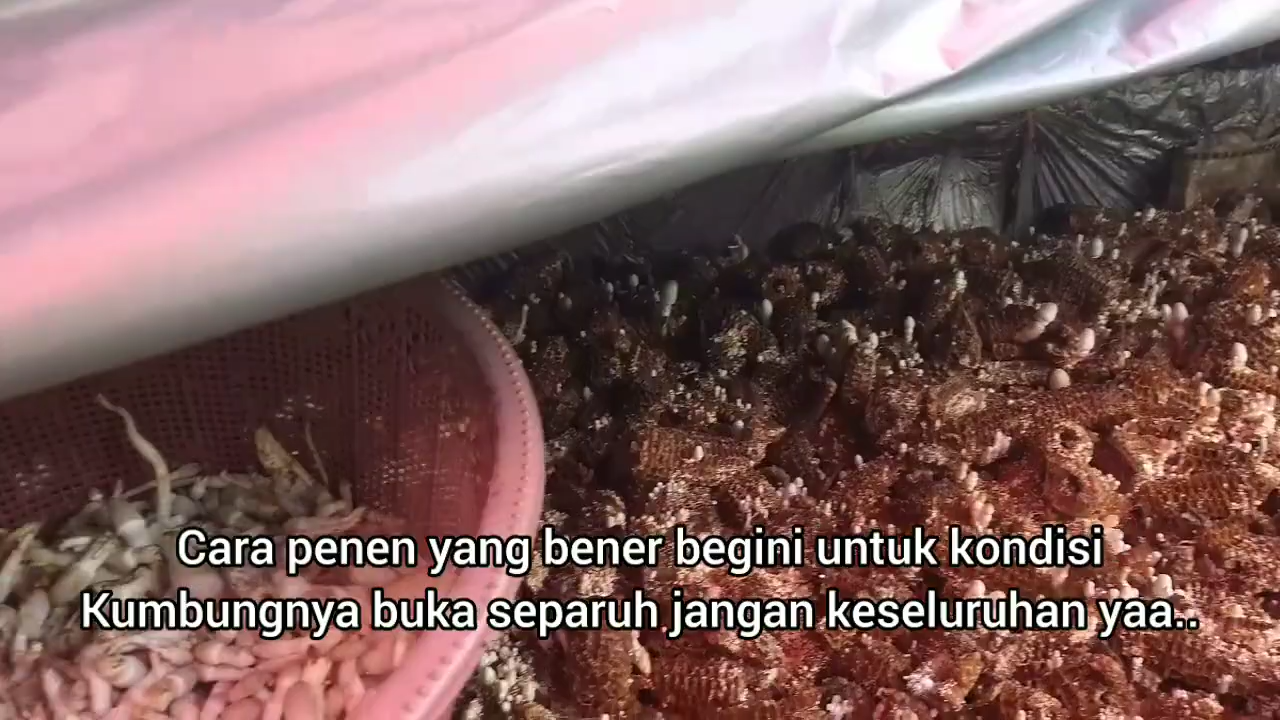 Cara penen yang bener begini untuk kondisi
Kumbungnya buka separuh jangan keseluruhan yaa..